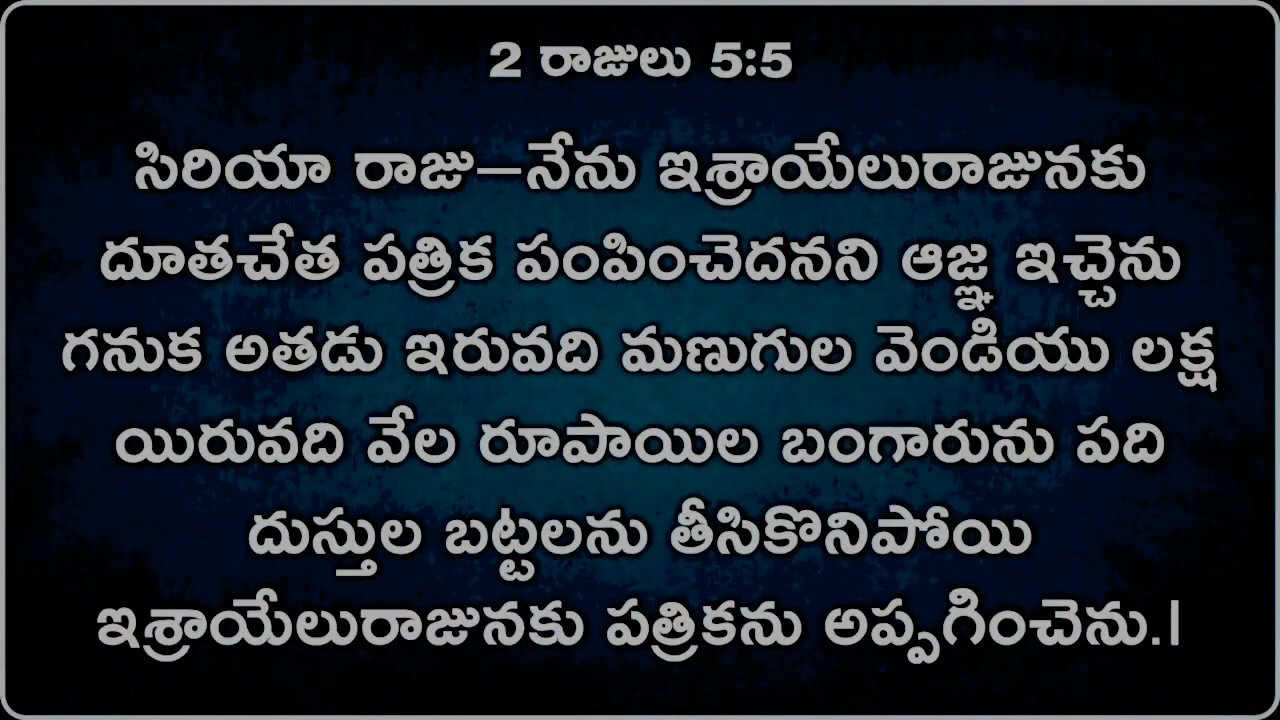 2 రాజులు 5:5
సిరియా రాజు–నేను ఇశ్రాయేలురాజునకు
దూతచేత పత్రిక పంపించెదనని ఆజ్ఞ ఇచ్చెను
గనుక అతడు ఇరువది మణుగుల వెండియు లక్ష
యిరువది వేల రూపాయిల బంగారును పది
దుస్తుల బట్టలను తీసికొనిపోయి
ఇశ్రాయేలురాజునకు పత్రికను అప్పగించెను.|